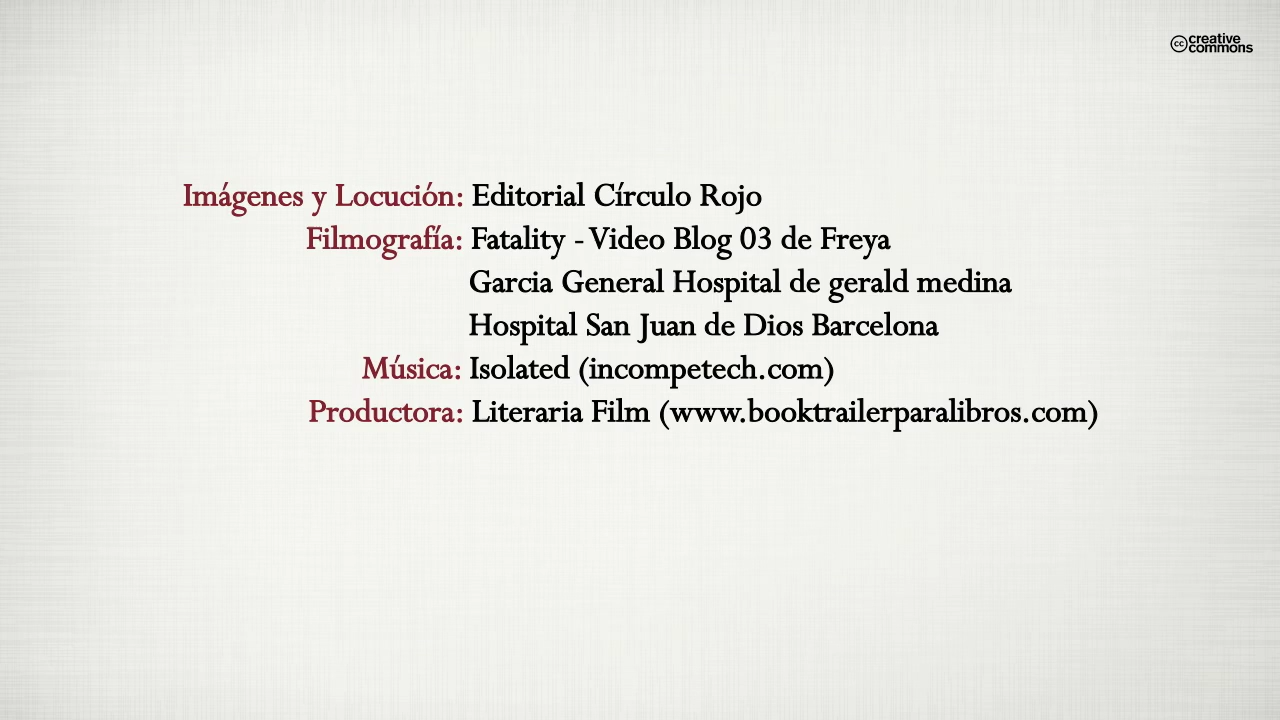 cc creative
commons
Imágenes y Locución: Editorial Círculo Rojo
Filmografía: Fatality - Video Blog 03 de Freya
Garcia General Hospital de gerald medina
Hospital San Juan de Dios Barcelona
Música: Isolated (incompetech.com)
Productora: Literaria Film (www.booktrailerparalibros.com)